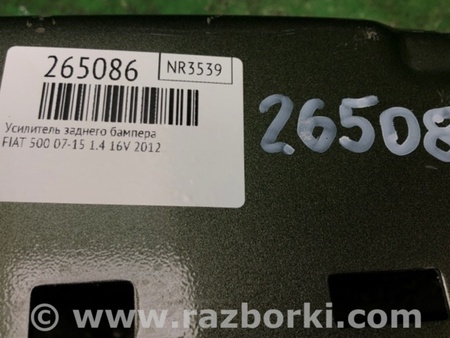 265086 NR3539
Усилитель заднего бампера
FIAT 500 07-15 1.4 16V 2012
26508
© www.razborki.com